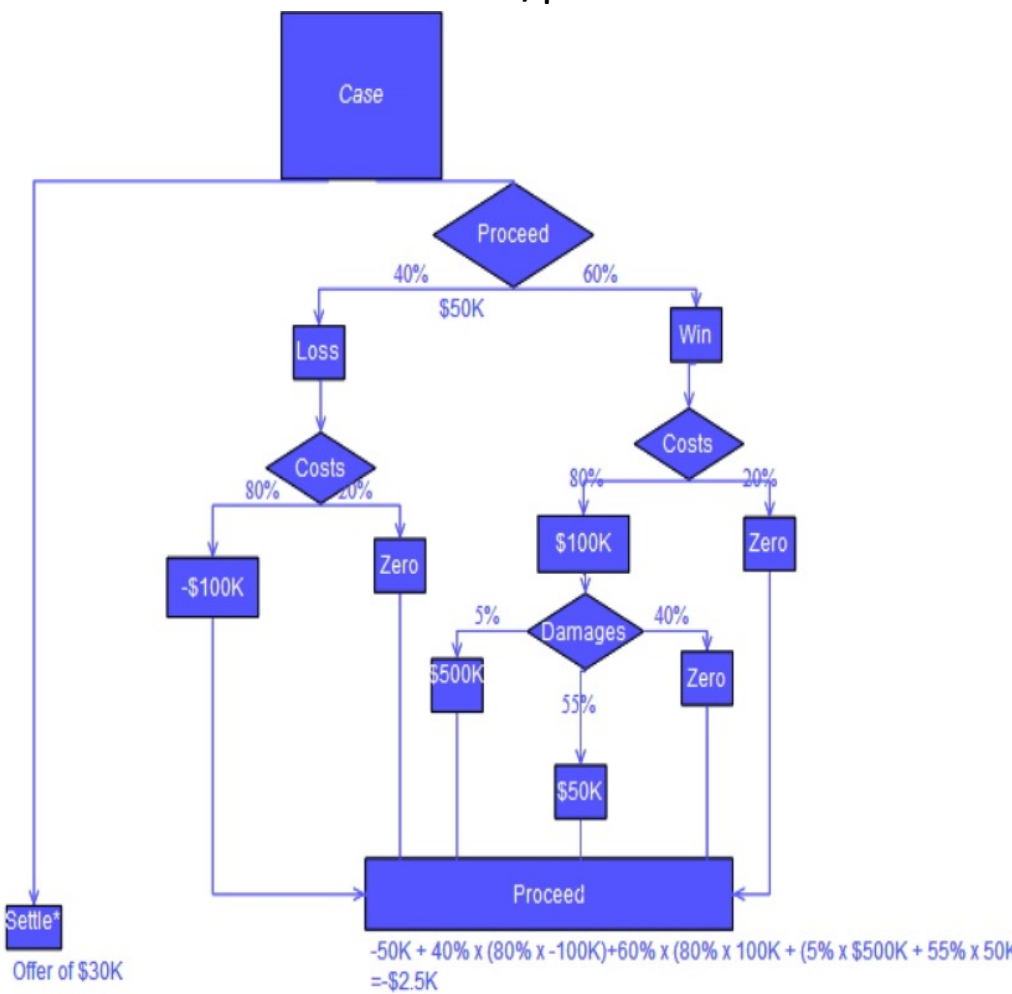 Case
Proceed
40%
60%
$50K
Loss
Win
Costs
Costs
80%
20%
80%
20%
-$100K
Zero
$100K
Zero
5%
Damages
40%
$500K
Zero
55%
$50K
Proceed
Settle*
Offer of $30K
-50K + 40% x (80% x -100K)+60% x (80% x 100K + (5% x $500K + 55% x 50K
=-$2.5K